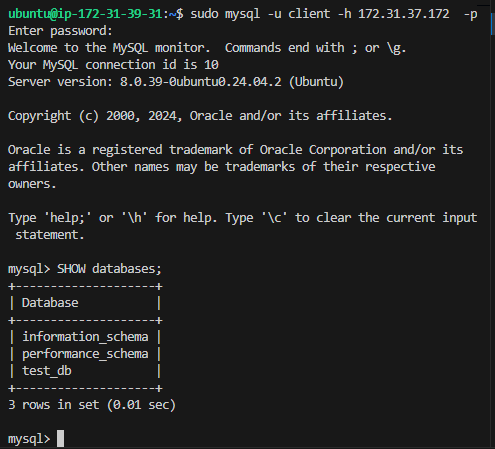 ubuntu@ip-172-31-39-31:~$ sudo mysql -u client -h 172.31.37.172  -p
Enter password:
Welcome to the MySQL monitor.  Commands end with ; or \g.
Your MySQL connection id is 10
Server version: 8.0.39-0ubuntu0.24.04.2 (Ubuntu)

Copyright (c) 2000, 2024, Oracle and/or its affiliates.

Oracle is a registered trademark of Oracle Corporation and/or its
affiliates. Other names may be trademarks of their respective
owners.

Type 'help;' or '\h' for help. Type '\c' to clear the current input
 statement.

mysql> SHOW databases;
+--------------------+
| Database           |
+--------------------+
| information_schema |
| performance_schema |
| test_db            |
+--------------------+
3 rows in set (0.01 sec)

mysql>